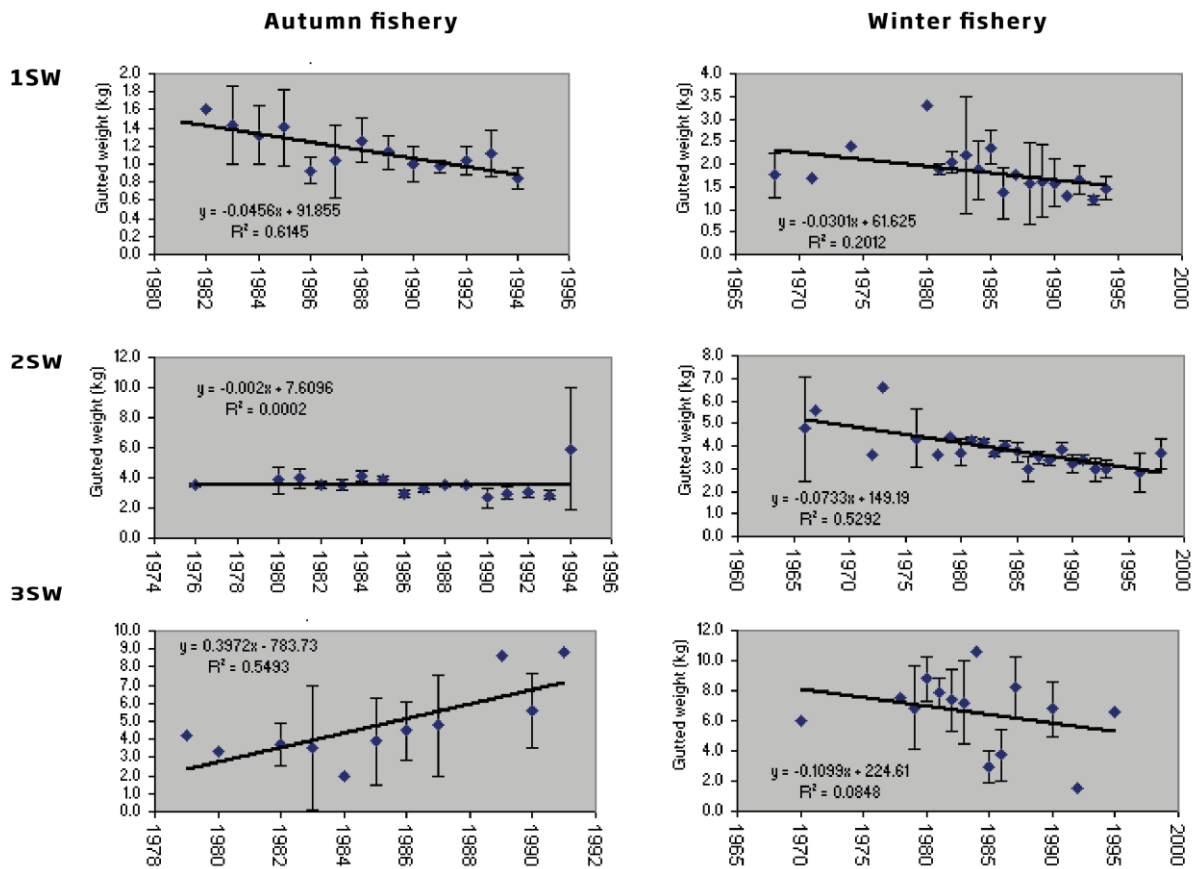 Autumn fishery
Winter fishery
1SW
Gutted weight (kg)
2.0
1.8
1.6
1.4
1.2
1.0
0.8
0.6
0.4
0.2
0.0
y = -0.0456x + 91.855
R² = 0.6145
1980 1982 1984 1986 1988 1990 1992 1994 1996
Gutted weight (kg)
4.0
3.5
3.0
2.5
2.0
1.5
1.0
0.5
0.0
y = -0.0301x + 61.625
R² = 0.2012
1965 1970 1975 1980 1985 1990 1995 2000
2SW
Gutted weight (kg)
12.0
10.0
8.0
6.0
4.0
2.0
0.0
y = -0.002x + 7.6096
R² = 0.0002
1974 1976 1978 1980 1982 1984 1986 1988 1990 1992 1994 1996
Gutted weight (kg)
8.0
7.0
6.0
5.0
4.0
3.0
2.0
1.0
0.0
y = -0.0733x + 149.19
R² = 0.5292
1960 1965 1970 1975 1980 1985 1990 1995 2000
3SW
Gutted weight (kg)
10.0
9.0
8.0
7.0
6.0
5.0
4.0
3.0
2.0
1.0
0.0
y = 0.3972x - 783.73
R² = 0.5493
1978 1980 1982 1984 1986 1988 1990 1992
Gutted weight (kg)
12.0
10.0
8.0
6.0
4.0
2.0
0.0
y = -0.1099x + 224.61
R² = 0.0848
1965 1970 1975 1980 1985 1990 1995 2000